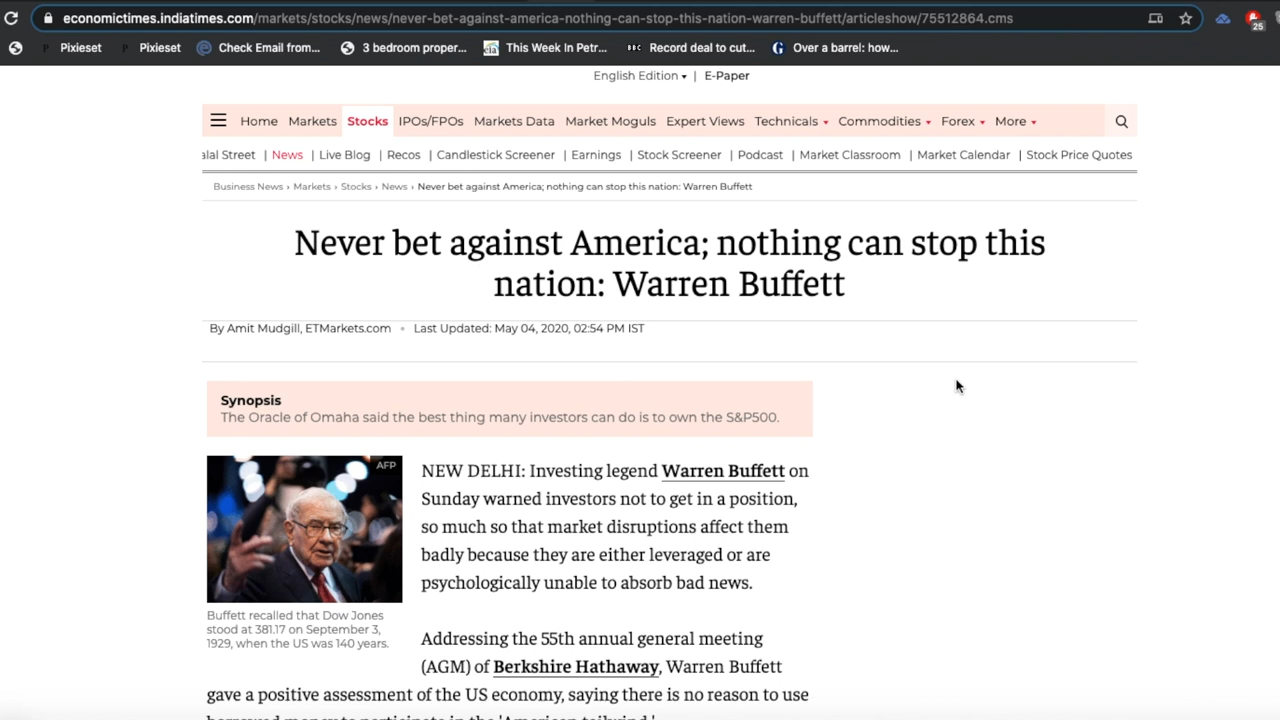 economictimes.indiatimes.com/markets/stocks/news/never-bet-against-america-nothing-can-stop-this-nation-warren-buffett/articleshow/75512864.cms
25
Pixieset Pixieset Check Email from... 3 bedroom proper... eia This Week In Petr... BBC Record deal to cut... G Over a barrel: how...
English Edition | E-Paper
Home Markets Stocks IPOs/FPOs Markets Data Market Moguls Expert Views Technicals Commodities Forex More
alal Street | News | Live Blog | Recos | Candlestick Screener | Earnings | Stock Screener | Podcast | Market Classroom | Market Calendar | Stock Price Quotes
Business News › Markets › Stocks › News › Never bet against America; nothing can stop this nation: Warren Buffett
Never bet against America; nothing can stop this
nation: Warren Buffett
By Amit Mudgill, ETMarkets.com • Last Updated: May 04, 2020, 02:54 PM IST
Synopsis
The Oracle of Omaha said the best thing many investors can do is to own the S&P500.
AFP
Buffett recalled that Dow Jones
stood at 381.17 on September 3,
1929, when the US was 140 years.
NEW DELHI: Investing legend Warren Buffett on
Sunday warned investors not to get in a position,
so much so that market disruptions affect them
badly because they are either leveraged or are
psychologically unable to absorb bad news.
Addressing the 55th annual general meeting
(AGM) of Berkshire Hathaway, Warren Buffett
gave a positive assessment of the US economy, saying there is no reason to use
borrowed money to participate in the 'American tailwind.'